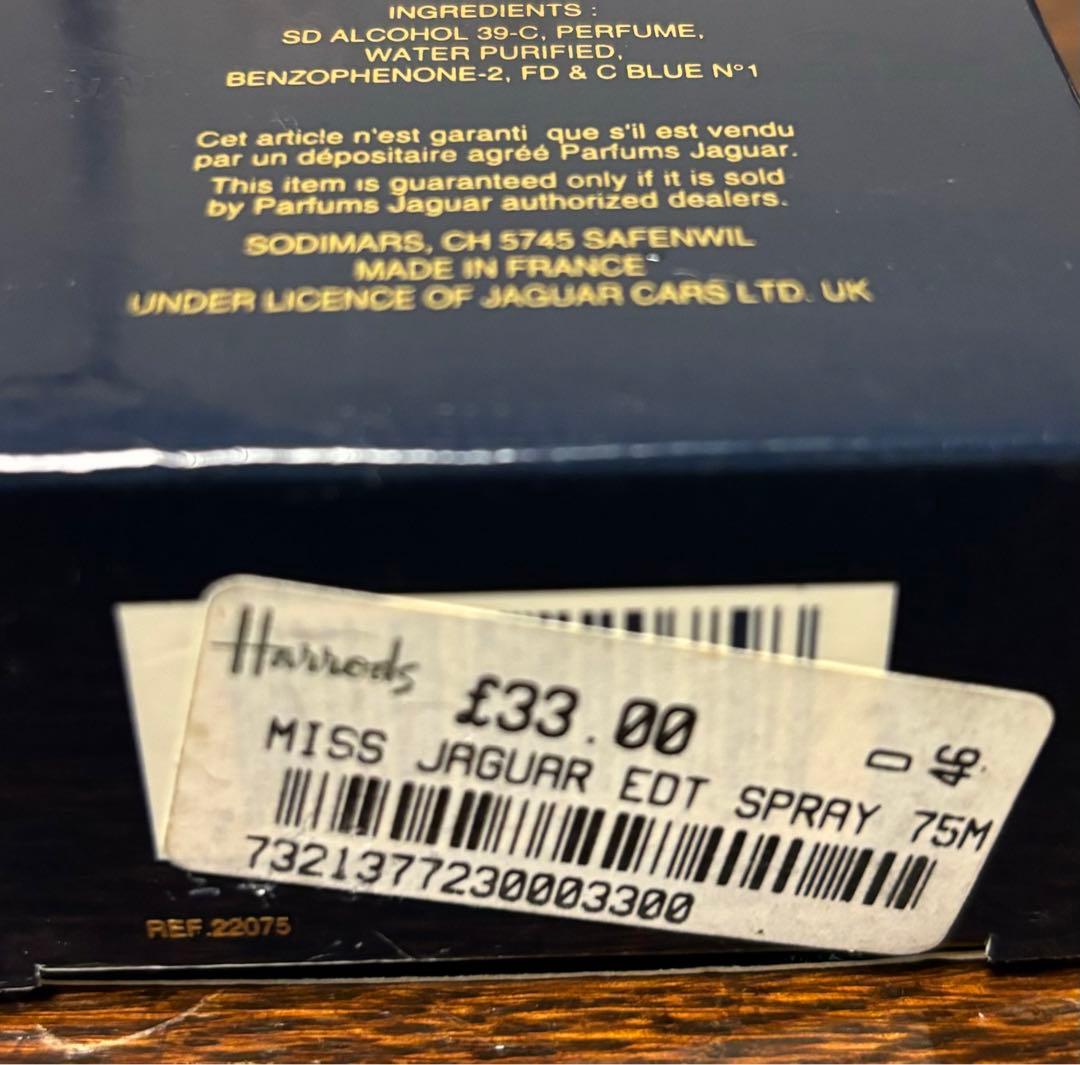 INGREDIENTS :
SD ALCOHOL 39-C, PERFUME,
WATER PURIFIED,
BENZOPHENONE-2, FD & C BLUE N°1
Cet article n'est garanti que s'il est vendu
par un dépositaire agréé Parfums Jaguar.
This item is guaranteed only if it is sold
by Parfums Jaguar authorized dealers.
SODIMARS, CH 5745 SAFENWIL
MADE IN FRANCE
UNDER LICENCE OF JAGUAR CARS LTD. UK
Harrods
£33.00
0 46
MISS JAGUAR EDT SPRAY 75M
7321377230003300
REF.22075